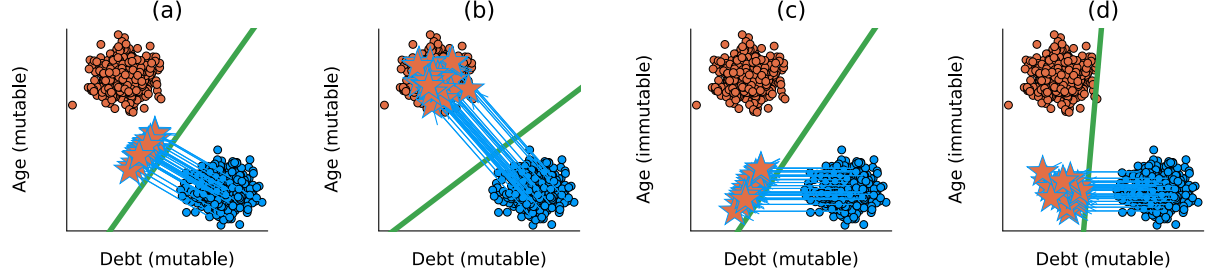 (a)
(b)
(c)
(d)
Age (mutable)
Age (mutable)
Age (immutable)
Age (immutable)
Debt (mutable)
Debt (mutable)
Debt (mutable)
Debt (mutable)